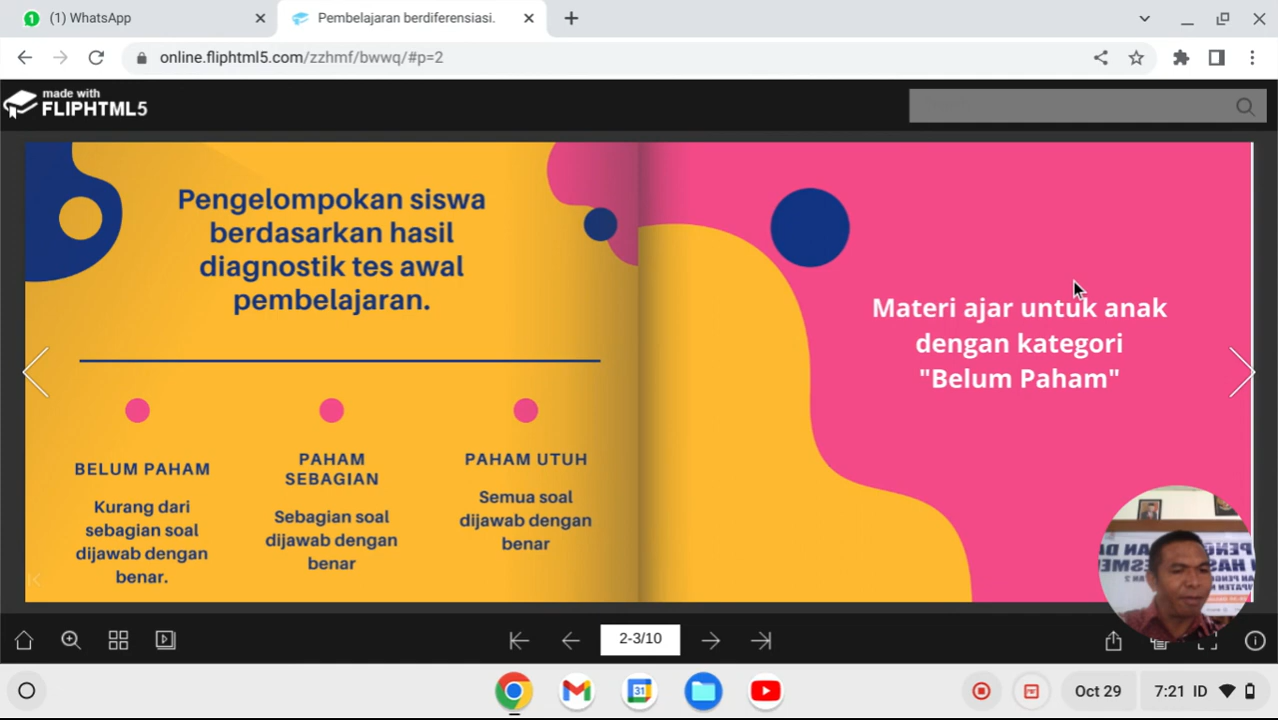 (1) WhatsApp
Pembelajaran berdiferensiasi.
online.fliphtml5.com/zzhmf/bwwq/#p=2
made with
FLIPHTML5
Pengelompokan siswa
berdasarkan hasil
diagnostik tes awal
pembelajaran.
BELUM PAHAM
Kurang dari
sebagian soal
dijawab dengan
benar.
PAHAM
SEBAGIAN
Sebagian soal
dijawab dengan
benar
PAHAM UTUH
Semua soal
dijawab dengan
benar
Materi ajar untuk anak
dengan kategori
"Belum Paham"
2-3/10
31
Oct 29
7:21 ID